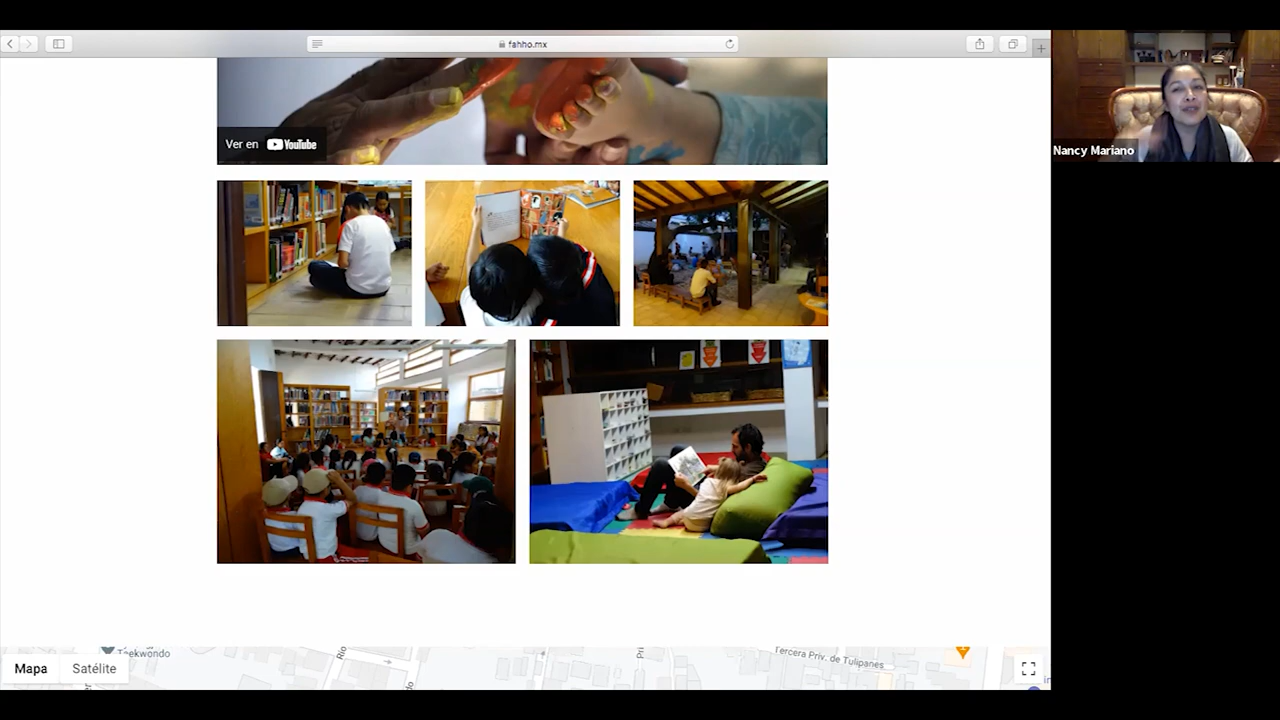 fahho.mx
Nancy Mariano
Ver en YouTube
Taekwondo
Mapa
Satélite
Tercera Priv. de Tulipanes